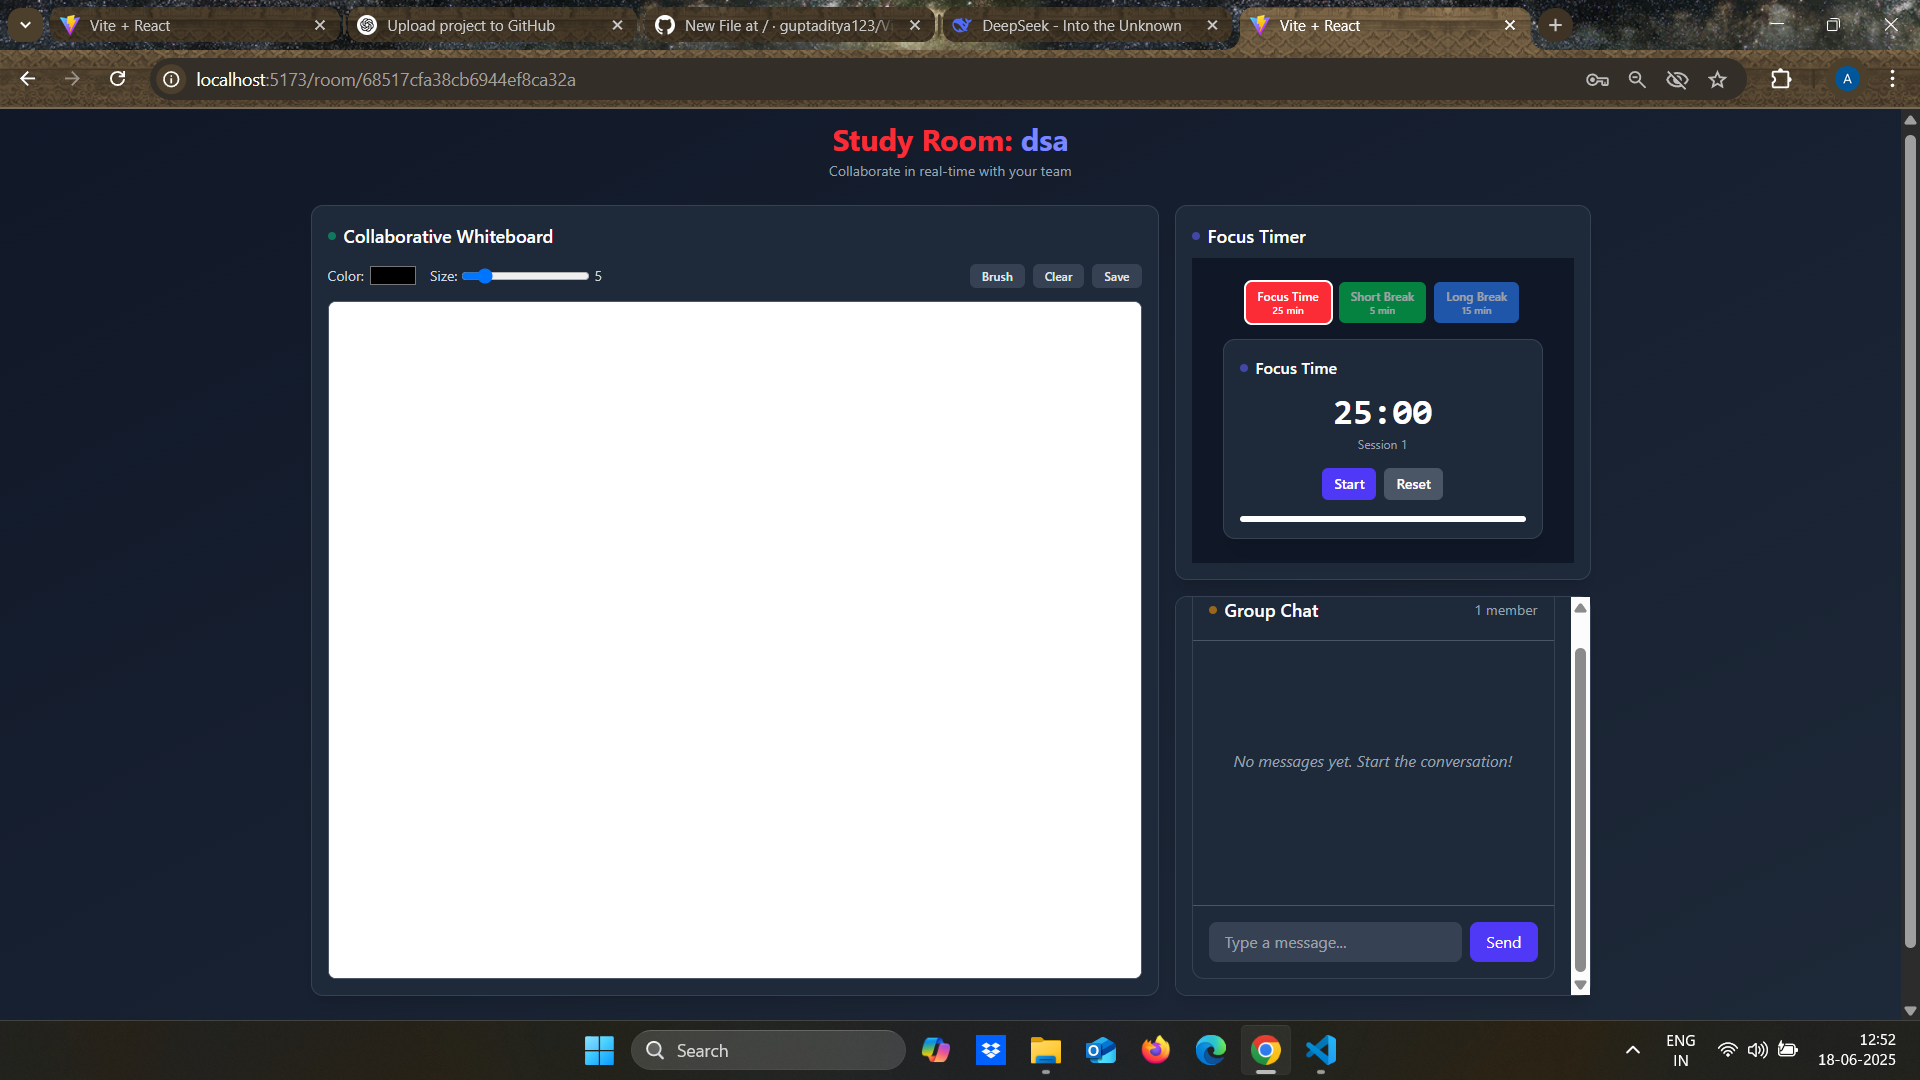 Vite + React
Upload project to GitHub
New File at / · guptaditya123/V
DeepSeek - Into the Unknown
Vite + React
localhost:5173/room/68517cfa38cb6944ef8ca32a
A
Study Room: dsa
Collaborate in real-time with your team
Collaborative Whiteboard
Color:
Size:
5
Brush
Clear
Save
Focus Timer
Focus Time
25 min
Short Break
5 min
Long Break
15 min
Focus Time
25:00
Session 1
Start
Reset
Group Chat
1 member
No messages yet. Start the conversation!
Type a message...
Send
Search
ENG
IN
12:52
18-06-2025